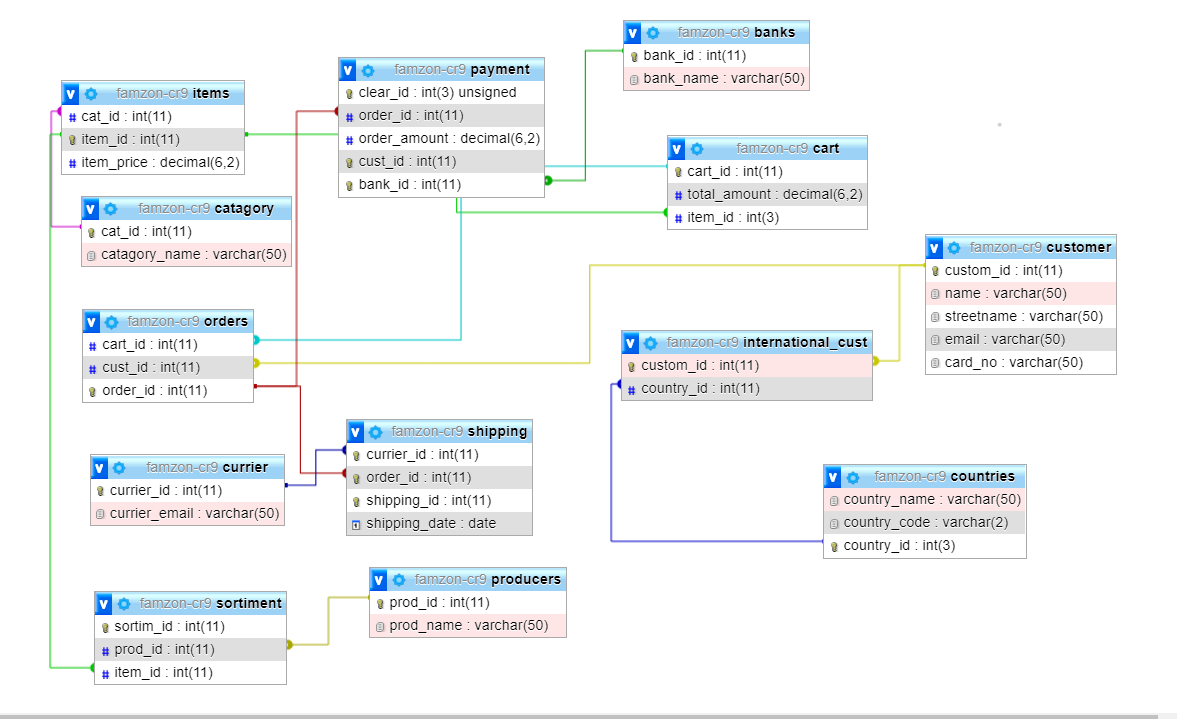 famzon-cr9 banks
bank_id : int(11)
bank_name : varchar(50)
famzon-cr9 payment
clear_id : int(3) unsigned
order_id : int(11)
order_amount : decimal(6,2)
cust_id : int(11)
bank_id : int(11)
famzon-cr9 items
cat_id : int(11)
item_id : int(11)
item_price : decimal(6,2)
famzon-cr9 cart
cart_id : int(11)
total_amount : decimal(6,2)
item_id : int(3)
famzon-cr9 catagory
cat_id : int(11)
catagory_name : varchar(50)
famzon-cr9 customer
custom_id : int(11)
name : varchar(50)
streetname : varchar(50)
email : varchar(50)
card_no : varchar(50)
famzon-cr9 orders
cart_id : int(11)
cust_id : int(11)
order_id : int(11)
famzon-cr9 international_cust
custom_id : int(11)
country_id : int(11)
famzon-cr9 shipping
currier_id : int(11)
order_id : int(11)
shipping_id : int(11)
shipping_date : date
famzon-cr9 currier
currier_id : int(11)
currier_email : varchar(50)
famzon-cr9 countries
country_name : varchar(50)
country_code : varchar(2)
country_id : int(3)
famzon-cr9 producers
prod_id : int(11)
prod_name : varchar(50)
famzon-cr9 sortiment
sortim_id : int(11)
prod_id : int(11)
item_id : int(11)